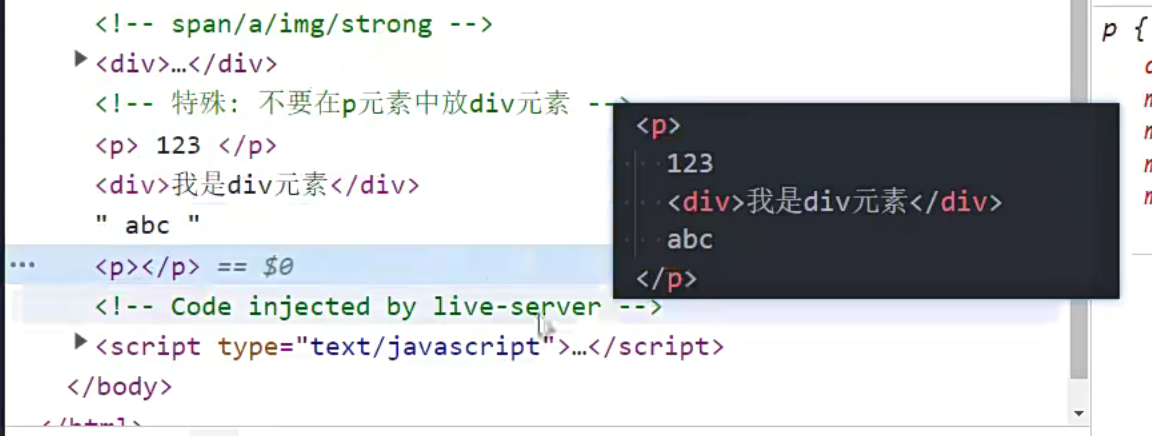 <!-- span/a/img/strong -->
<div>…</div>
<!-- 特殊: 不要在p元素中放div元素 --
<p> 123 </p>
<div>我是div元素</div>
" abc "
<p></p> == $0
<!-- Code injected by live-server -->
<script type="text/javascript">…</script>
</body>
</html>
<p>
123
<div>我是div元素</div>
abc
</p>
p {